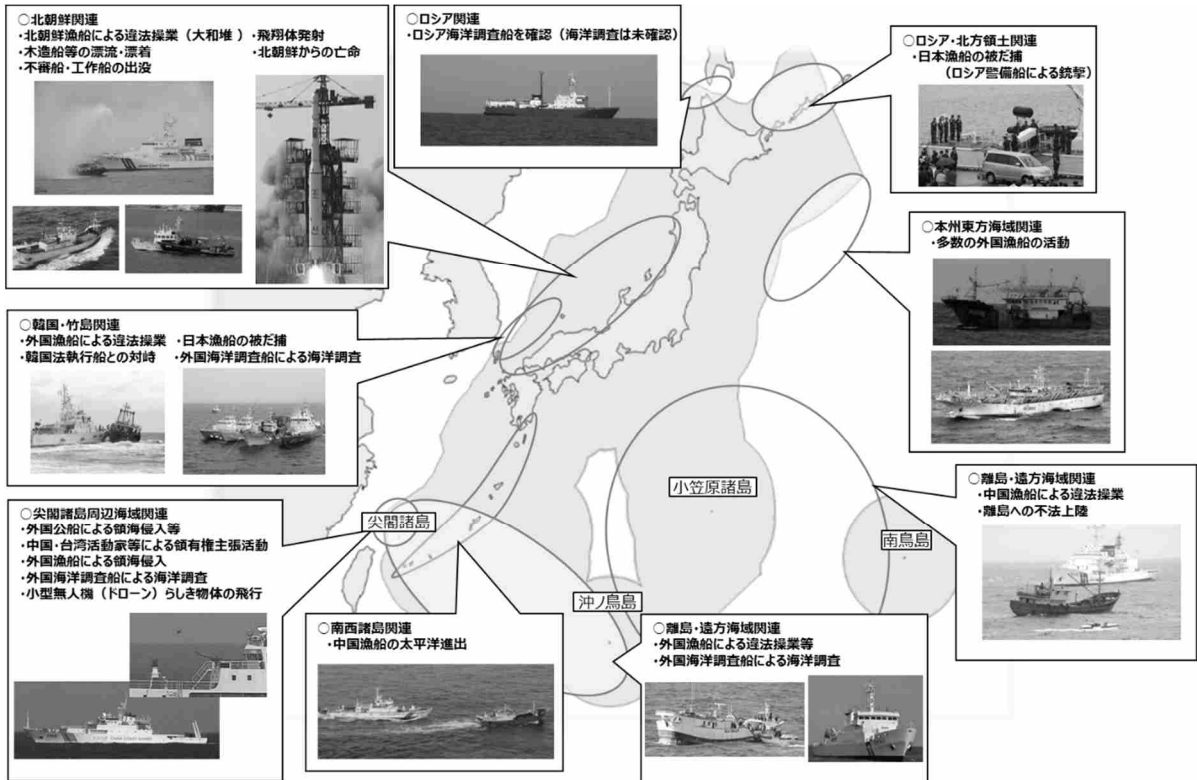 ○北朝鮮関連
・北朝鮮漁船による違法操業（大和堆 ）
・木造船等の漂流・漂着
・不審船・工作船の出没
・飛翔体発射
・北朝鮮からの亡命
○ロシア関連
・ロシア海洋調査船を確認（海洋調査は未確認）
○ロシア・北方領土関連
・日本漁船の被だ捕
（ロシア警備船による銃撃）
○本州東方海域関連
・多数の外国漁船の活動
○韓国・竹島関連
・外国漁船による違法操業
・韓国法執行船との対峙
・日本漁船の被だ捕
・外国海洋調査船による海洋調査
○尖閣諸島周辺海域関連
・外国公船による領海侵入等
・中国・台湾活動家等による領有権主張活動
・外国漁船による領海侵入
・外国海洋調査船による海洋調査
・小型無人機（ドローン）らしき物体の飛行
尖閣諸島
小笠原諸島
南鳥島
沖ノ鳥島
○離島・遠方海域関連
・中国漁船による違法操業
・離島への不法上陸
○南西諸島関連
・中国漁船の太平洋進出
○離島・遠方海域関連
・外国漁船による違法操業等
・外国海洋調査船による海洋調査